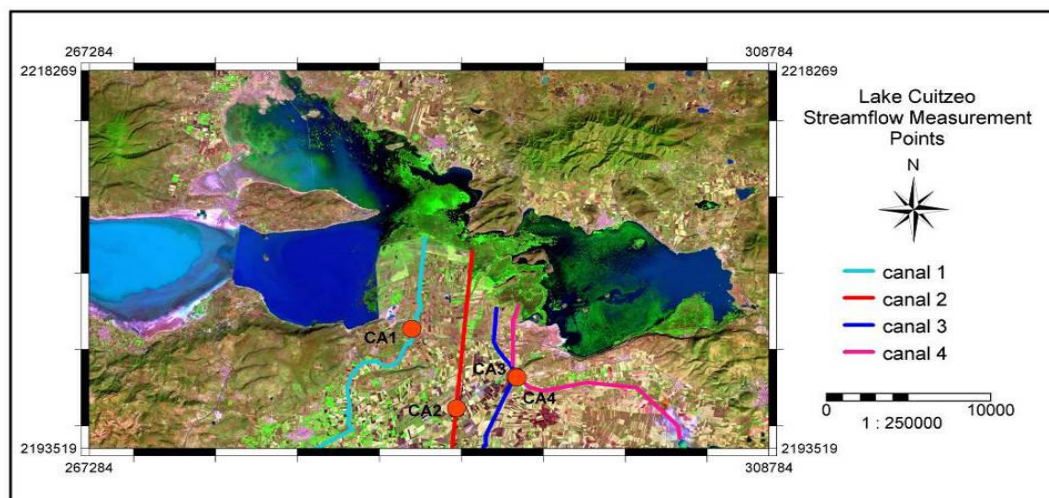 267284
308784
2218269
2218269
Lake Cuitzeo
Streamflow Measurement
Points
N
canal 1
canal 2
canal 3
canal 4
CA1
CA3
CA4
CA2
0
10000
1 : 250000
2193519
2193519
267284
308784